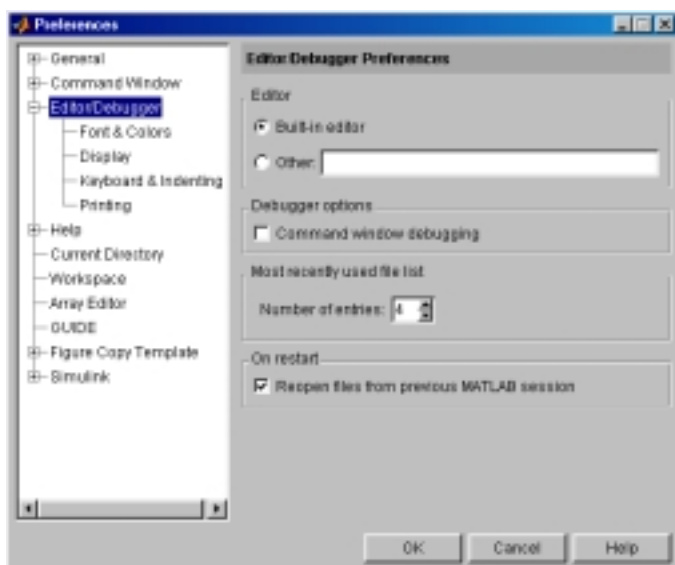 Preferences
General
Command Window
Editor/Debugger
Font & Colors
Display
Keyboard & Indenting
Printing
Help
Current Directory
Workspace
Array Editor
GUIDE
Figure Copy Template
Simulink
Editor/Debugger Preferences
Editor
Built-in editor
Other:
Debugger options
Command window debugging
Most recently used file list
Number of entries: 4
On restart
Reopen files from previous MATLAB session
OK Cancel Help